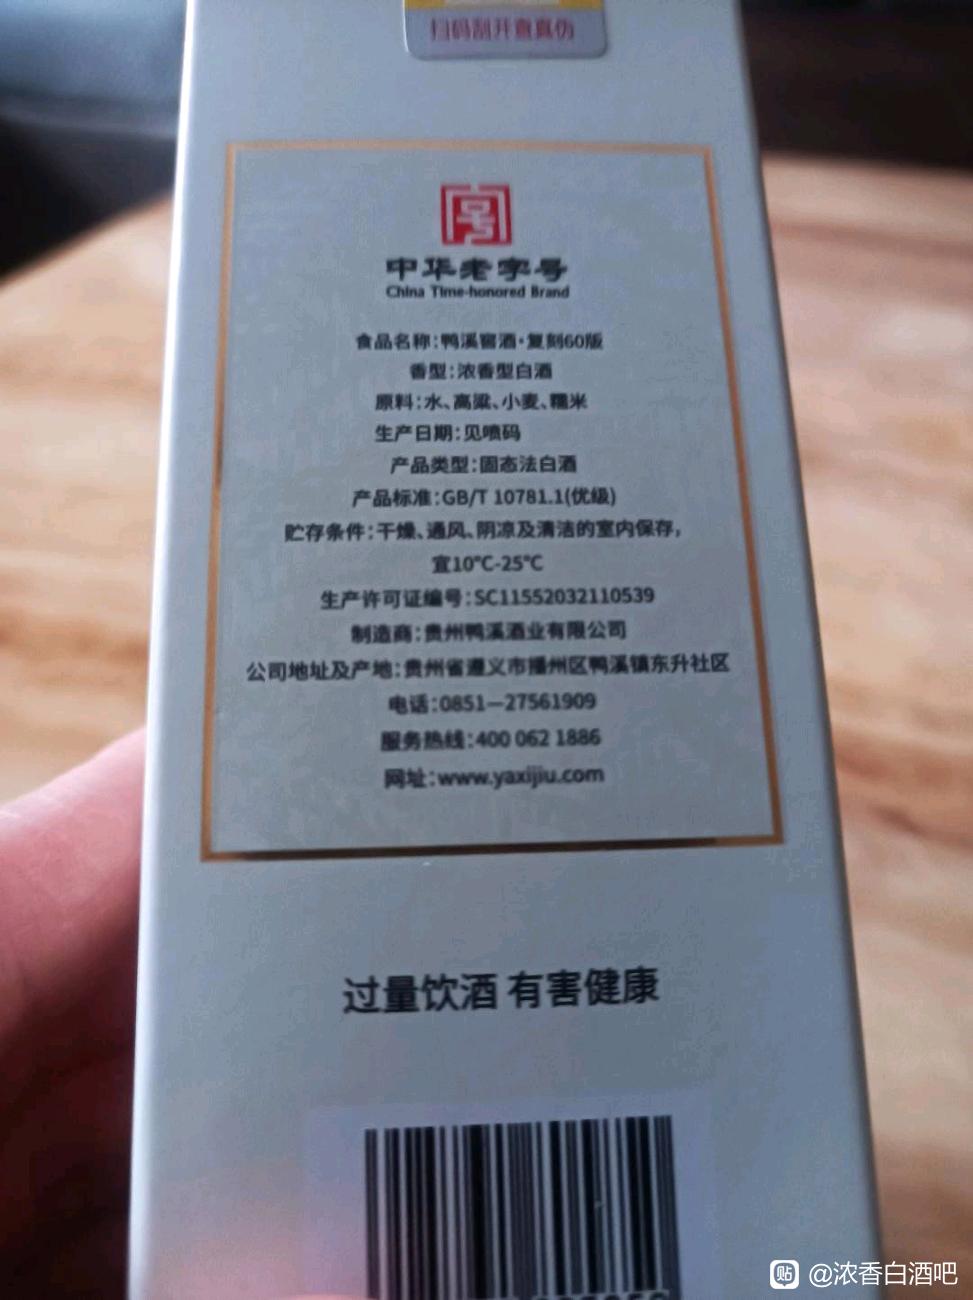 扫码刮开查真伪
号
中华老字号
China Time-honored Brand
食品名称:鸭溪窖酒·复刻60版
香型:浓香型白酒
原料:水、高粱、小麦、糯米
生产日期:见喷码
产品类型:固态法白酒
产品标准:GB/T 10781.1(优级)
贮存条件:干燥、通风、阴凉及清洁的室内保存,
宜10℃-25℃
生产许可证编号:SC11552032110539
制造商:贵州鸭溪酒业有限公司
公司地址及产地:贵州省遵义市播州区鸭溪镇东升社区
电话:0851—27561909
服务热线:400 062 1886
网址:www.yaxijiu.com
过量饮酒 有害健康
贴 @浓香白酒吧